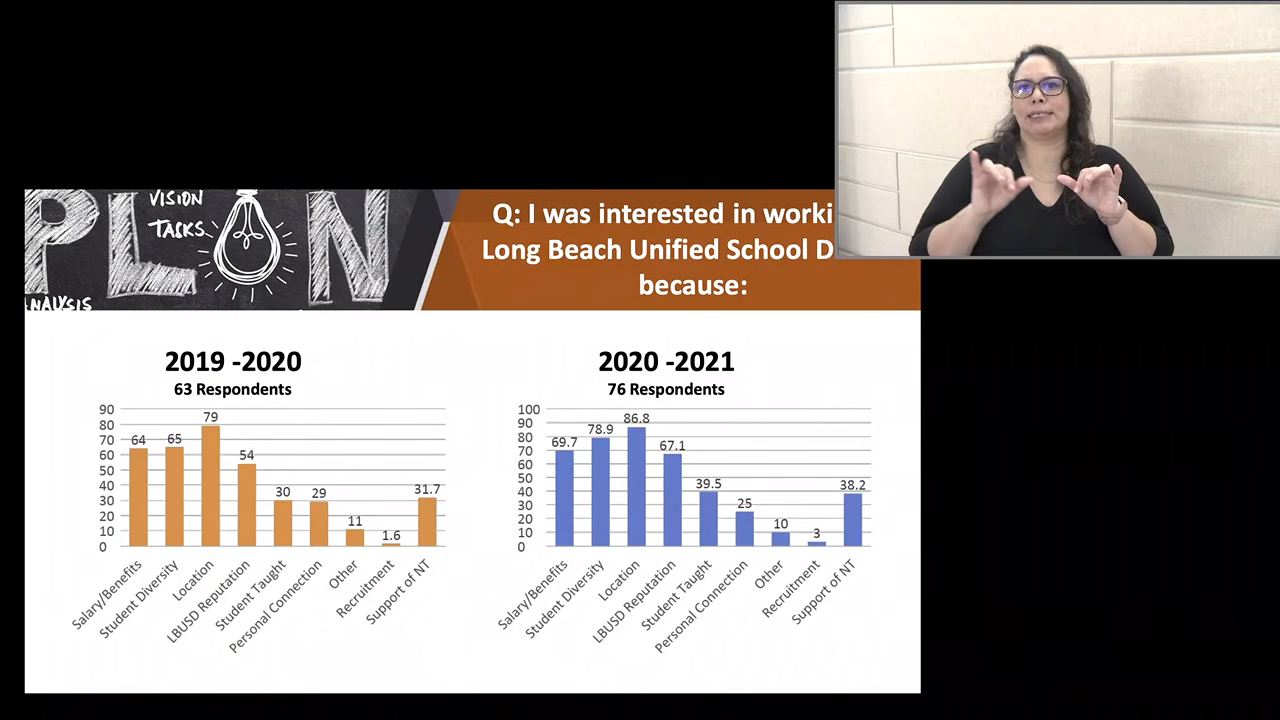 PLAN
VISION
TASKS
ANALYSIS
Q: I was interested in worki
Long Beach Unified School D
because:
2019 -2020
63 Respondents
90
80
70
60
50
40
30
20
10
0
64
65
79
54
30
29
11
1.6
31.7
Salary/Benefits
Student Diversity
Location
LBUSD Reputation
Student Taught
Personal Connection
Other
Recruitment
Support of NT
2020 -2021
76 Respondents
100
90
80
70
60
50
40
30
20
10
0
69.7
78.9
86.8
67.1
39.5
25
10
3
38.2
Salary/Benefits
Student Diversity
Location
LBUSD Reputation
Student Taught
Personal Connection
Other
Recruitment
Support of NT